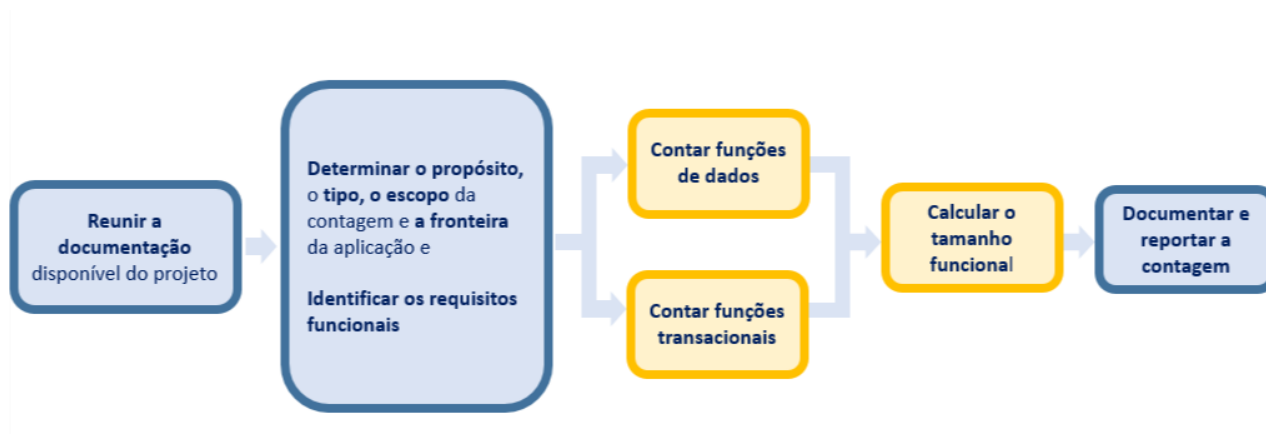 Reunir a
documentação
disponível do projeto
Determinar o propósito,
o tipo, o escopo da
contagem e a fronteira
da aplicação e
Identificar os requisitos
funcionais
Contar funções
de dados
Contar funções
transacionais
Calcular o
tamanho
funcional
Documentar e
reportar a
contagem